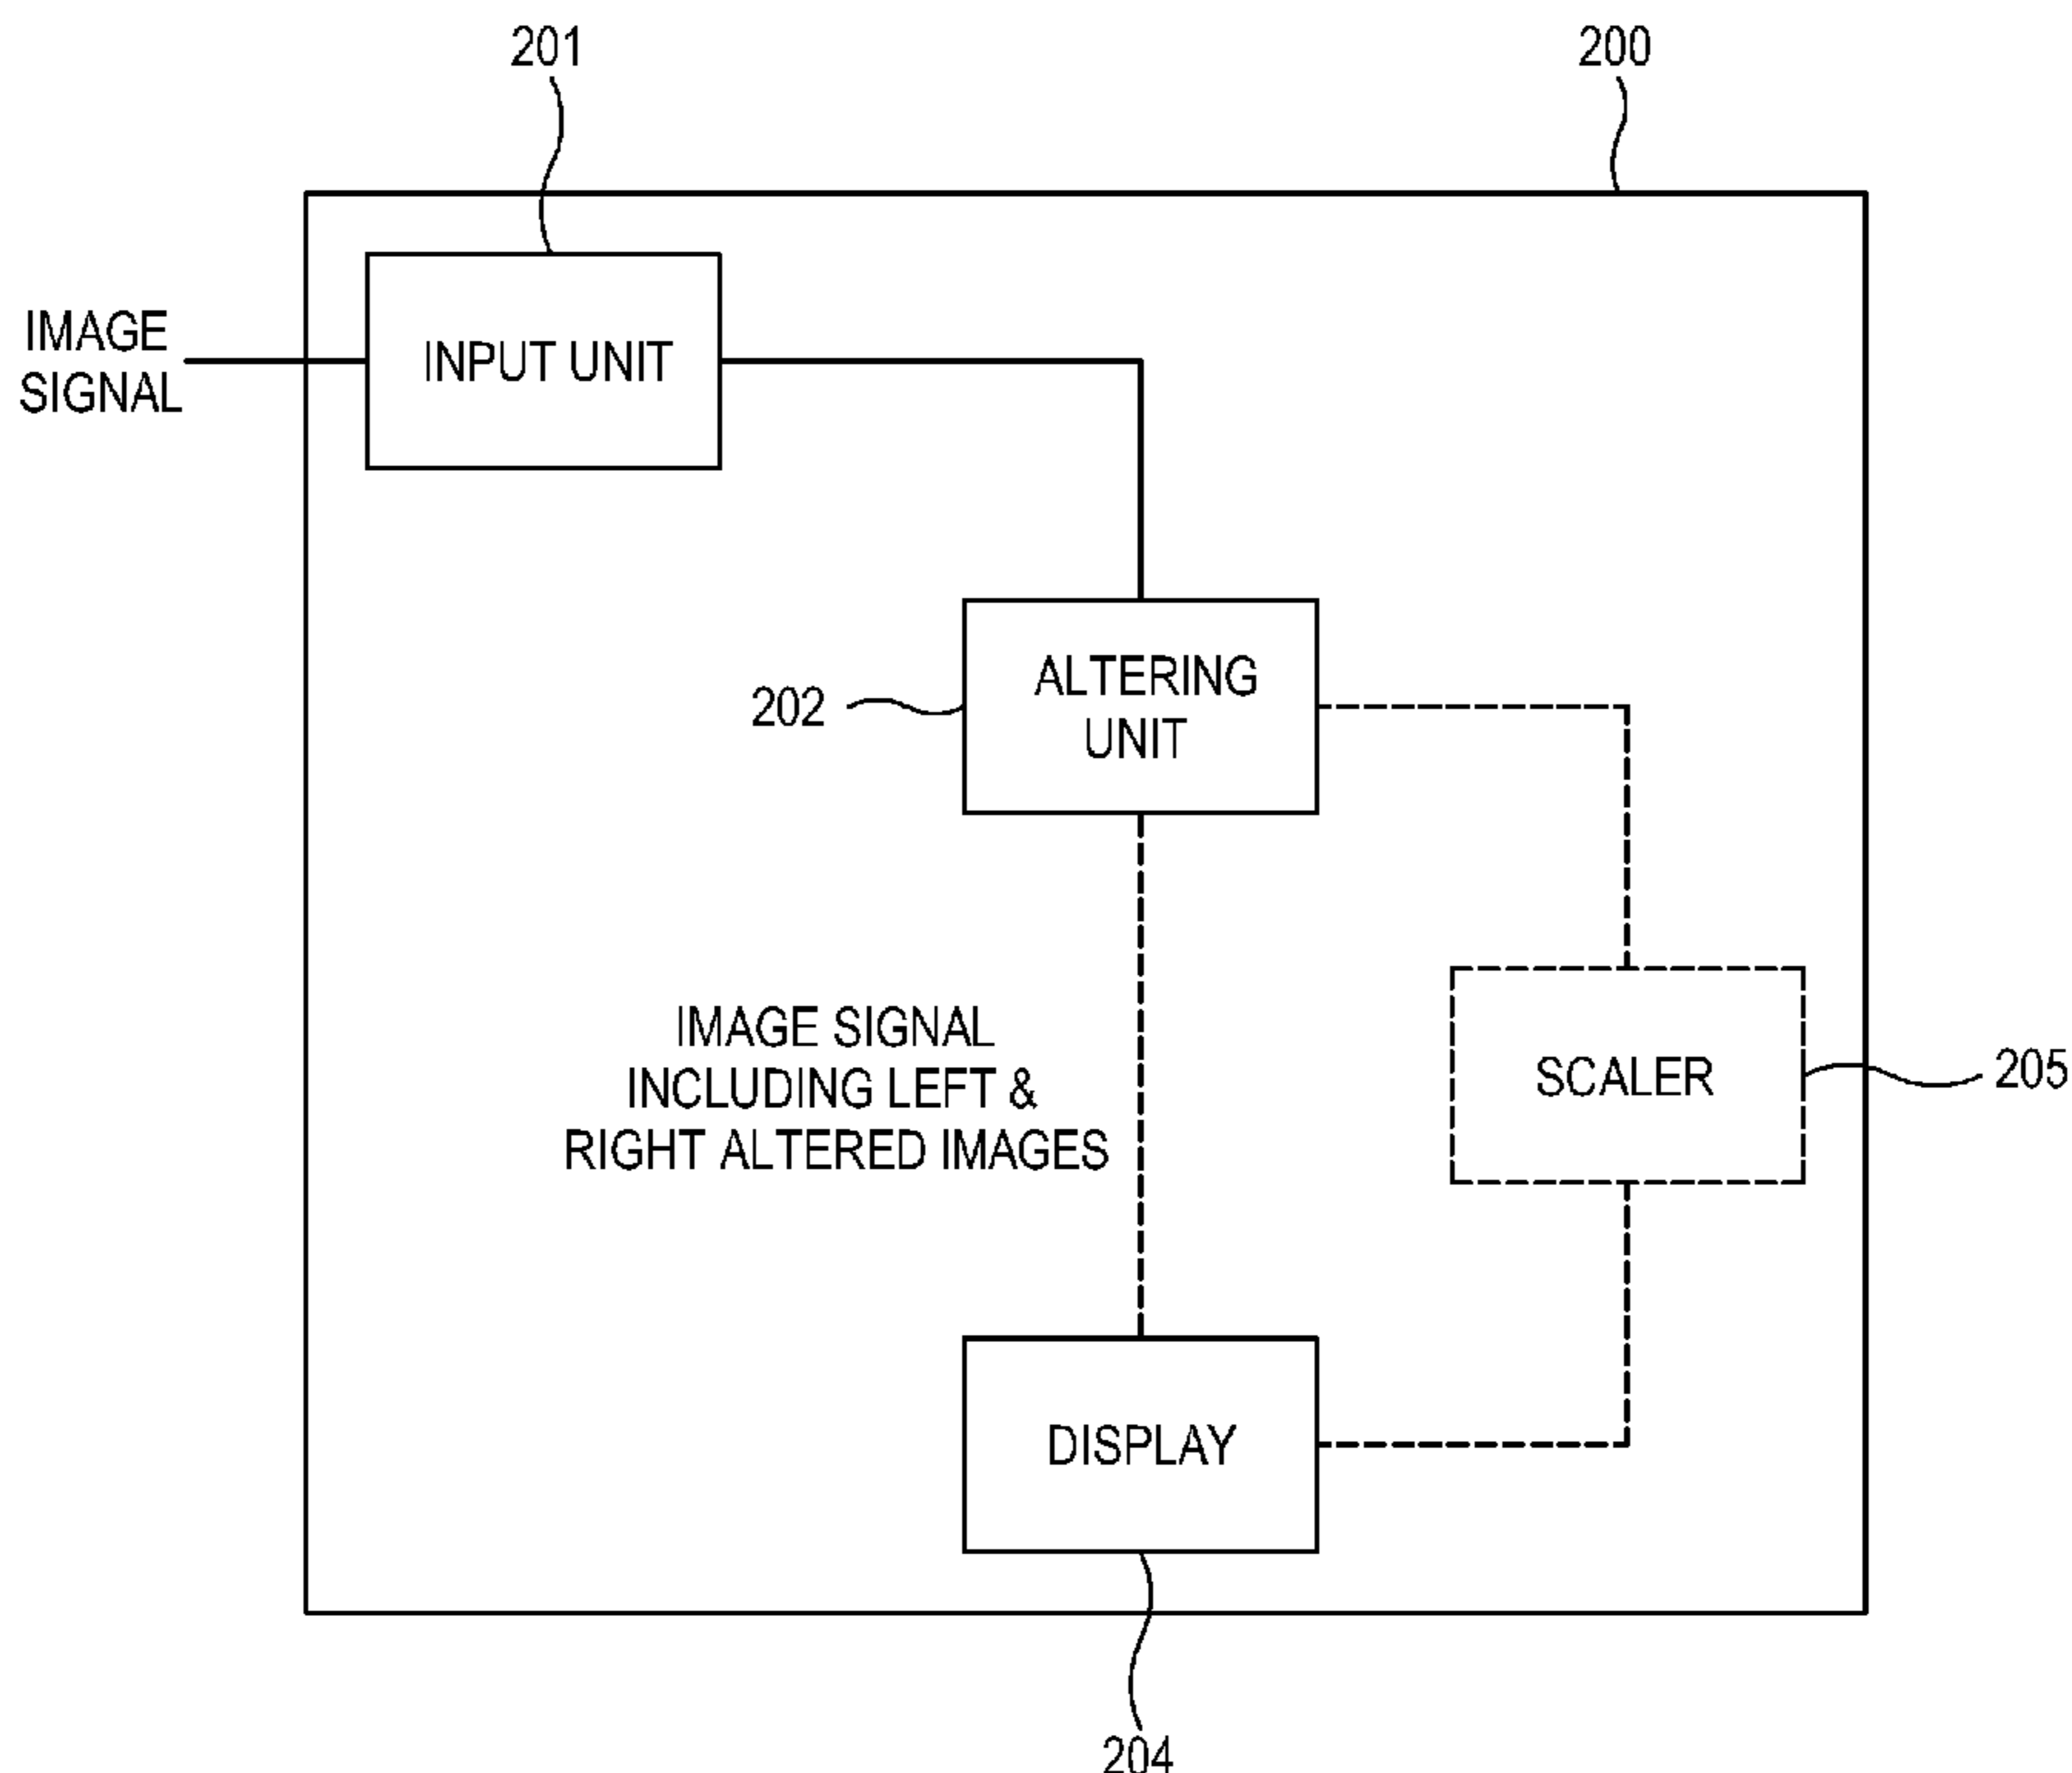 201
200
IMAGE
SIGNAL
INPUT UNIT
ALTERING
UNIT
202
IMAGE SIGNAL
INCLUDING LEFT &
RIGHT ALTERED IMAGES
SCALER
205
DISPLAY
204